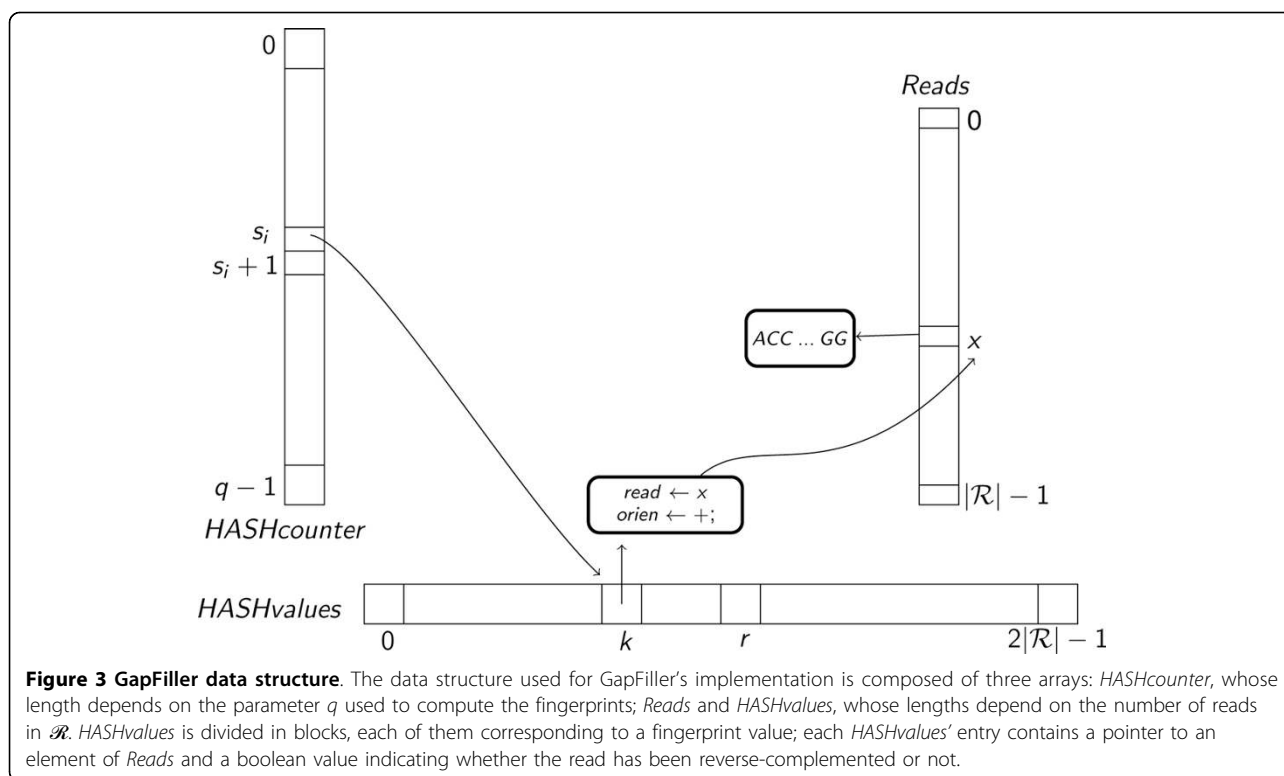 0
s_i
s_i + 1
q − 1
HASHcounter
Reads
0
ACC ... GG
x
|ℛ| − 1
read ← x
orien ← +;
HASHvalues
0
k
r
2|ℛ| − 1
Figure 3 GapFiller data structure. The data structure used for GapFiller's implementation is composed of three arrays: HASHcounter, whose
length depends on the parameter q used to compute the fingerprints; Reads and HASHvalues, whose lengths depend on the number of reads
in ℛ. HASHvalues is divided in blocks, each of them corresponding to a fingerprint value; each HASHvalues' entry contains a pointer to an
element of Reads and a boolean value indicating whether the read has been reverse-complemented or not.